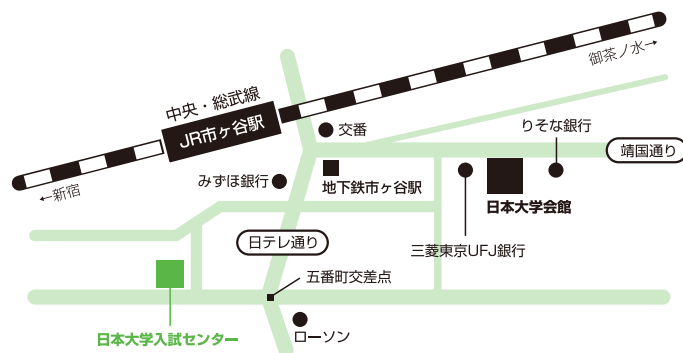 御茶ノ水→
中央・総武線
JR市ヶ谷駅
交番
りそな銀行
靖国通り
←新宿
みずほ銀行
地下鉄市ヶ谷駅
日本大学会館
日テレ通り
三菱東京UFJ銀行
五番町交差点
日本大学入試センター
ローソン